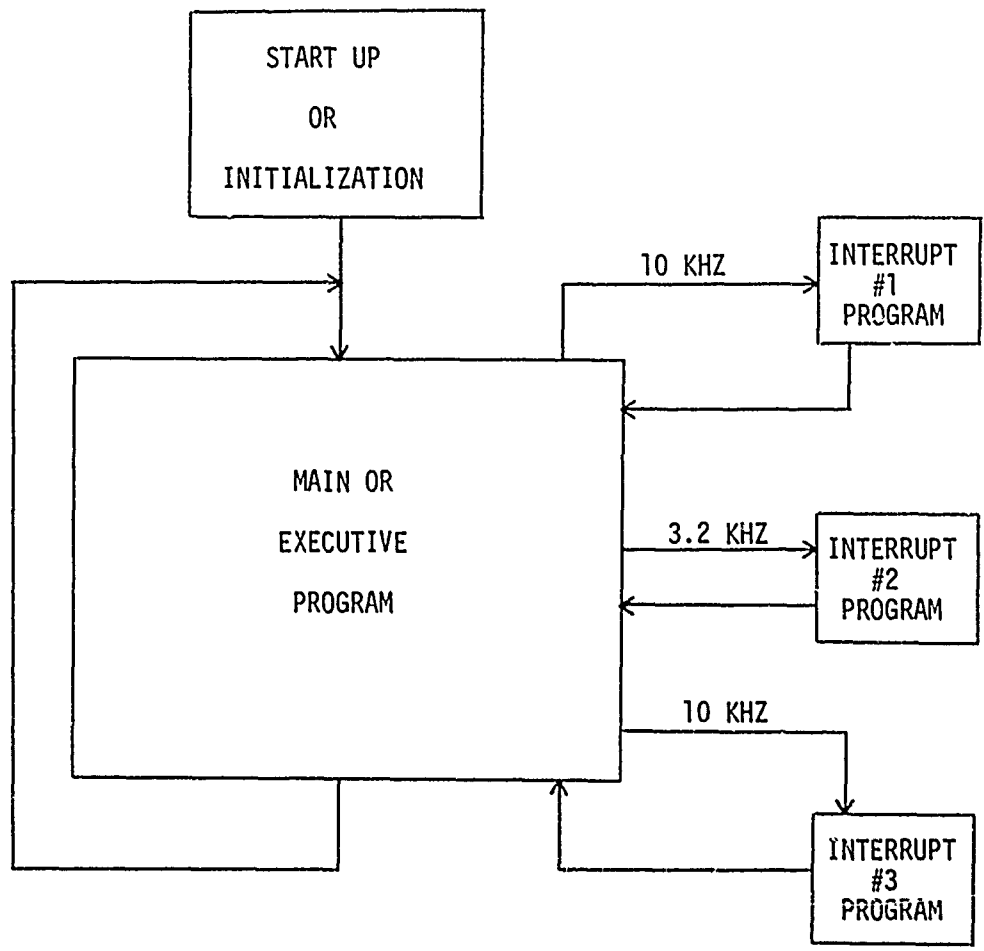 START UP
OR
INITIALIZATION
10 KHZ
INTERRUPT
#1
PROGRAM
MAIN OR
EXECUTIVE
PROGRAM
3.2 KHZ
INTERRUPT
#2
PROGRAM
10 KHZ
INTERRUPT
#3
PROGRAM